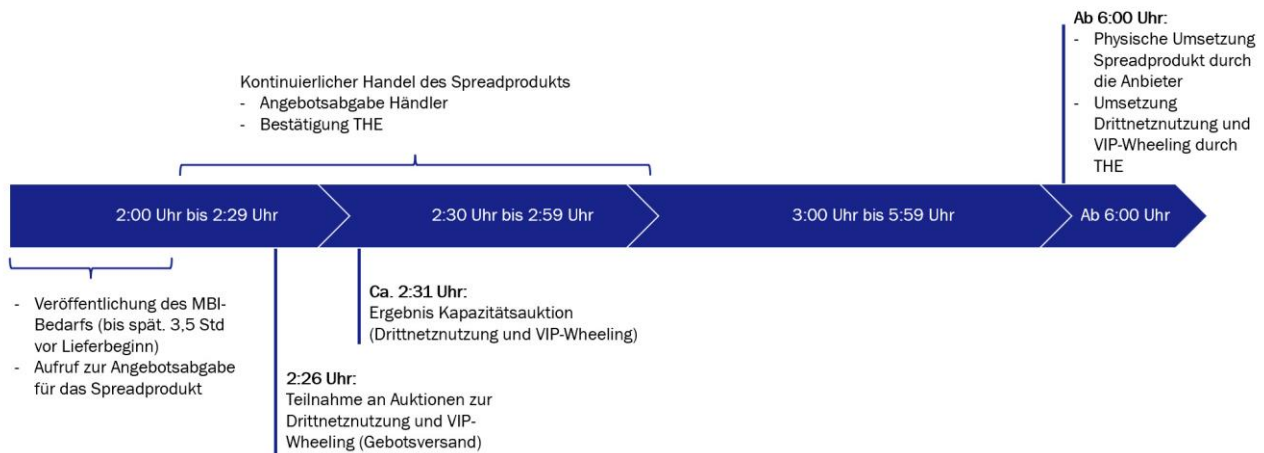 Ab 6:00 Uhr:
- Physische Umsetzung
Spreadprodukt durch
die Anbieter
- Umsetzung
Drittnetznutzung und
VIP-Wheeling durch
THE
Kontinuierlicher Handel des Spreadprodukts
- Angebotsabgabe Händler
- Bestätigung THE
2:00 Uhr bis 2:29 Uhr
2:30 Uhr bis 2:59 Uhr
3:00 Uhr bis 5:59 Uhr
Ab 6:00 Uhr
- Veröffentlichung des MBI-
Bedarfs (bis spät. 3,5 Std
vor Lieferbeginn)
- Aufruf zur Angebotsabgabe
für das Spreadprodukt
Ca. 2:31 Uhr:
Ergebnis Kapazitätsauktion
(Drittnetznutzung und VIP-Wheeling)
2:26 Uhr:
Teilnahme an Auktionen zur
Drittnetznutzung und VIP-
Wheeling (Gebotsversand)